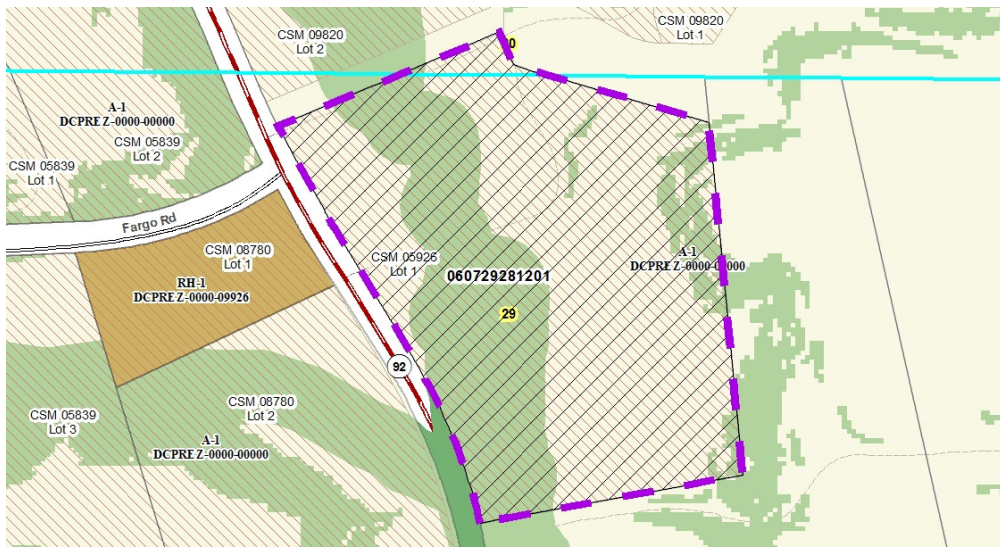 CSM 09820
Lot 2
CSM 09820
Lot 1
A-1
DCPREZ-0000-00000
CSM 05839
Lot 2
CSM 05839
Lot 1
Fargo Rd
CSM 08780
Lot 1
RH-1
DCPREZ-0000-09926
CSM 05926
Lot 1
060729281201
A-1
29
92
CSM 05839
Lot 3
CSM 08780
Lot 2
A-1
DCPREZ-0000-00000